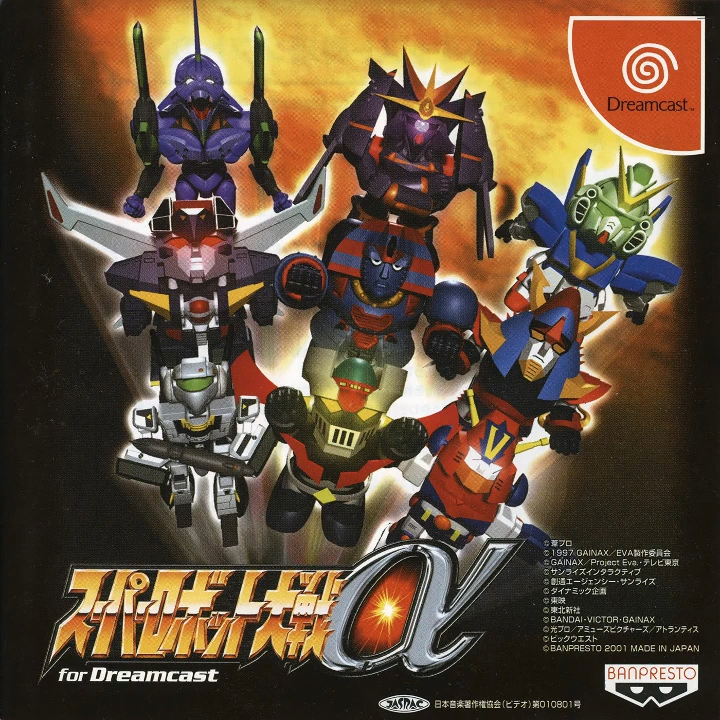 Dreamcast™
©葦プロ
©1997 GAINAX／EVA製作委員会
©GAINAX／Project Eva.・テレビ東京
©サンライズインタラクティブ
©創通エージェンシー・サンライズ
©ダイナミック企画
©東映
©東北新社
©BANDAI・VICTOR・GAINAX
©光プロ／アミューズピクチャーズ／アトランティス
©ビックウエスト
©BANPRESTO 2001 MADE IN JAPAN
スーパーロボット大戦α
for Dreamcast
BANPRESTO
JASRAC
日本音楽著作権協会(ビデオ)第010801号